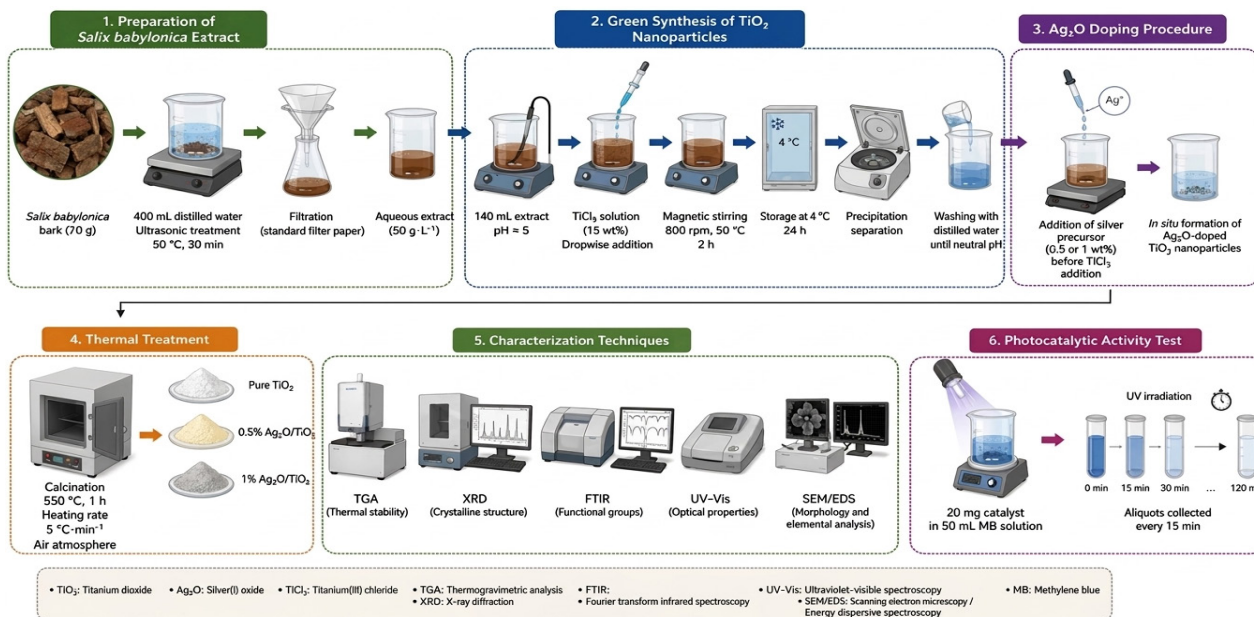 1. Preparation of
Salix babylonica Extract
Salix babylonica
bark (70 g)
400 mL distilled water
Ultrasonic treatment
50 °C, 30 min
Filtration
(standard filter paper)
Aqueous extract
(50 g·L⁻¹)
2. Green Synthesis of TiO₂
Nanoparticles
140 mL extract
pH ≈ 5
TiCl₉ solution
(15 wt%)
Dropwise addition
Magnetic stirring
800 rpm, 50 °C
2 h
4 °C
Storage at 4 °C
24 h
Precipitation
separation
Washing with
distilled water
until neutral pH
3. Ag₂O Doping Procedure
Ag⁺
Addition of silver
precursor
(0.5 or 1 wt%)
before TlCl₃
addition
In situ formation of
Ag₂O-doped
TiO₃ nanoparticles
4. Thermal Treatment
Calcination
550 °C, 1 h
Heating rate
5 °C·min⁻¹
Air atmosphere
Pure TiO₂
0.5% Ag₂O/TiO₃
1% Ag₂O/TiO₂
5. Characterization Techniques
TGA
(Thermal stability)
XRD
(Crystalline structure)
FTIR
(Functional groups)
UV–Vis
(Optical properties)
SEM/EDS
(Morphology and
elemental analysis)
6. Photocatalytic Activity Test
UV irradiation
20 mg catalyst
in 50 mL MB solution
0 min
15 min
30 min
...
120 m
Aliquots collected
every 15 min
• TIO₂: Titanium dioxide
• Ag₃O: Silver(I) oxide
• TlCl₃: Titanium(III) chloride
• TGA: Thermogravimetric analysis
• XRD: X-ray diffraction
• FTIR:
• Fourier transform infrared spectroscopy
• UV–Vis: Ultraviolet-visible spectroscopy
• SEM/EDS: Scanning electron microscopy /
Energy dispersive spectroscopy
• MB: Methylene blue